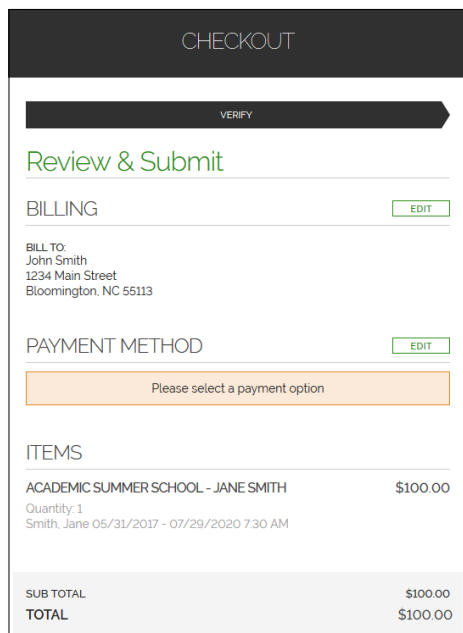 CHECKOUT
VERIFY
Review & Submit
BILLING
EDIT
BILL TO:
John Smith
1234 Main Street
Bloomington, NC 55113
PAYMENT METHOD
EDIT
Please select a payment option
ITEMS
ACADEMIC SUMMER SCHOOL - JANE SMITH $100.00
Quantity: 1
Smith, Jane 05/31/2017 - 07/29/2020 7:30 AM
SUB TOTAL $100.00
TOTAL $100.00